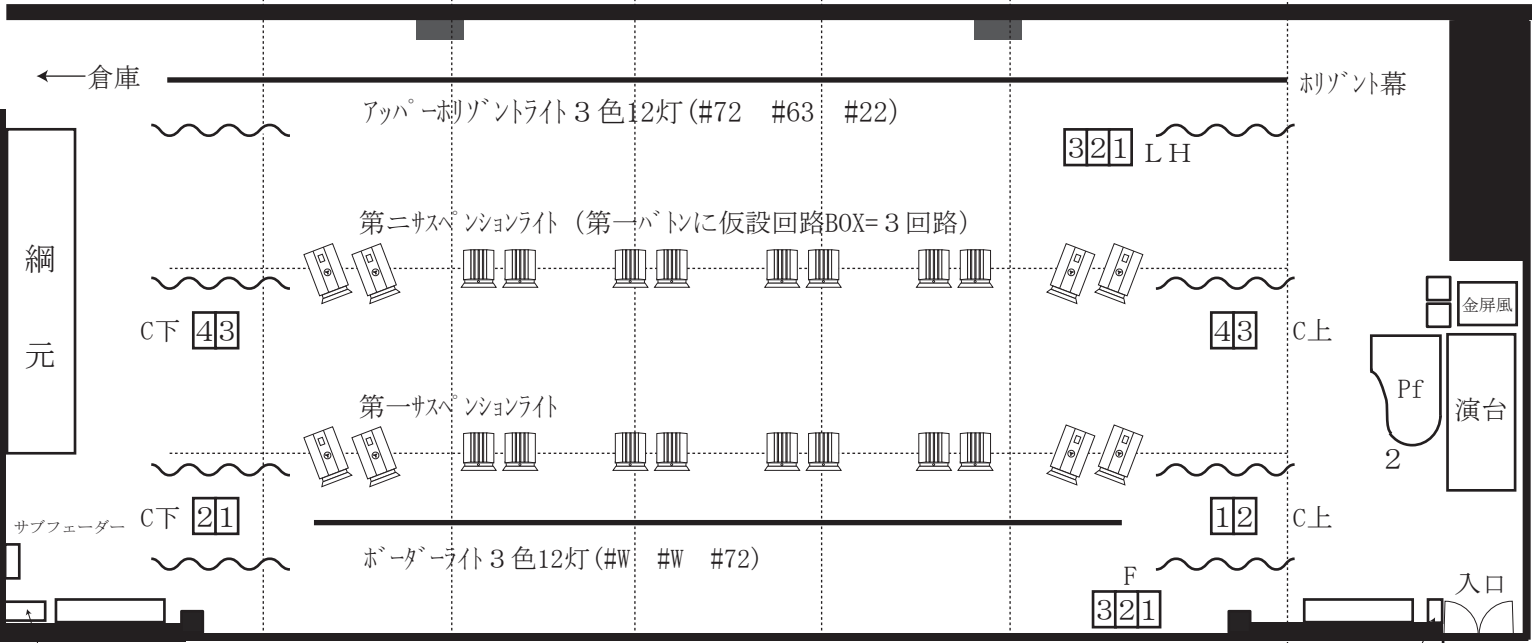 ←倉庫
ホリゾント幕
アッパーホリゾントライト３色12灯(#72　#63　#22)
321 ＬＨ
第二サスペンションライト（第一バトンに仮設回路BOX=３回路）
綱元
金屏風
C下 43
43 C上
Pf
演台
第一サスペンションライト
2
サブフェーダー
C下 21
12 C上
ボーダーライト３色12灯(#W　#W　#72)
F
321
入口